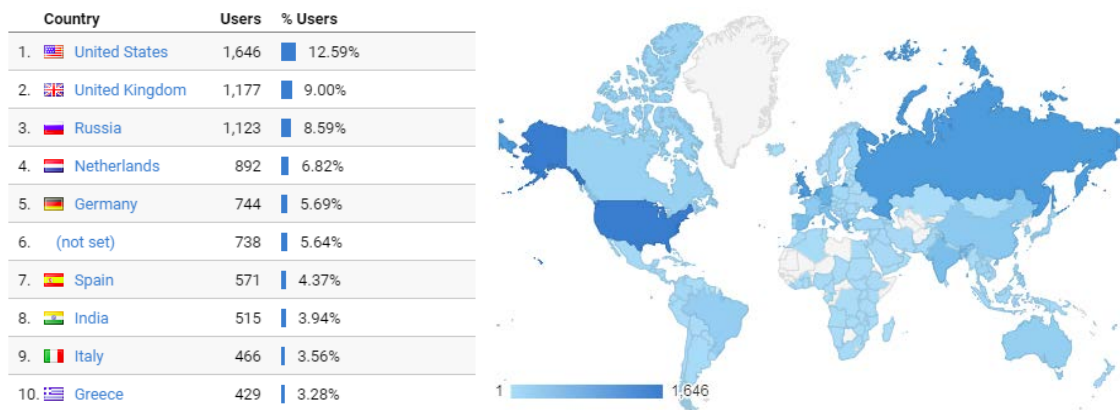 Country Users % Users
1. United States 1,646 12.59%
2. United Kingdom 1,177 9.00%
3. Russia 1,123 8.59%
4. Netherlands 892 6.82%
5. Germany 744 5.69%
6. (not set) 738 5.64%
7. Spain 571 4.37%
8. India 515 3.94%
9. Italy 466 3.56%
10. Greece 429 3.28%
1 1,646